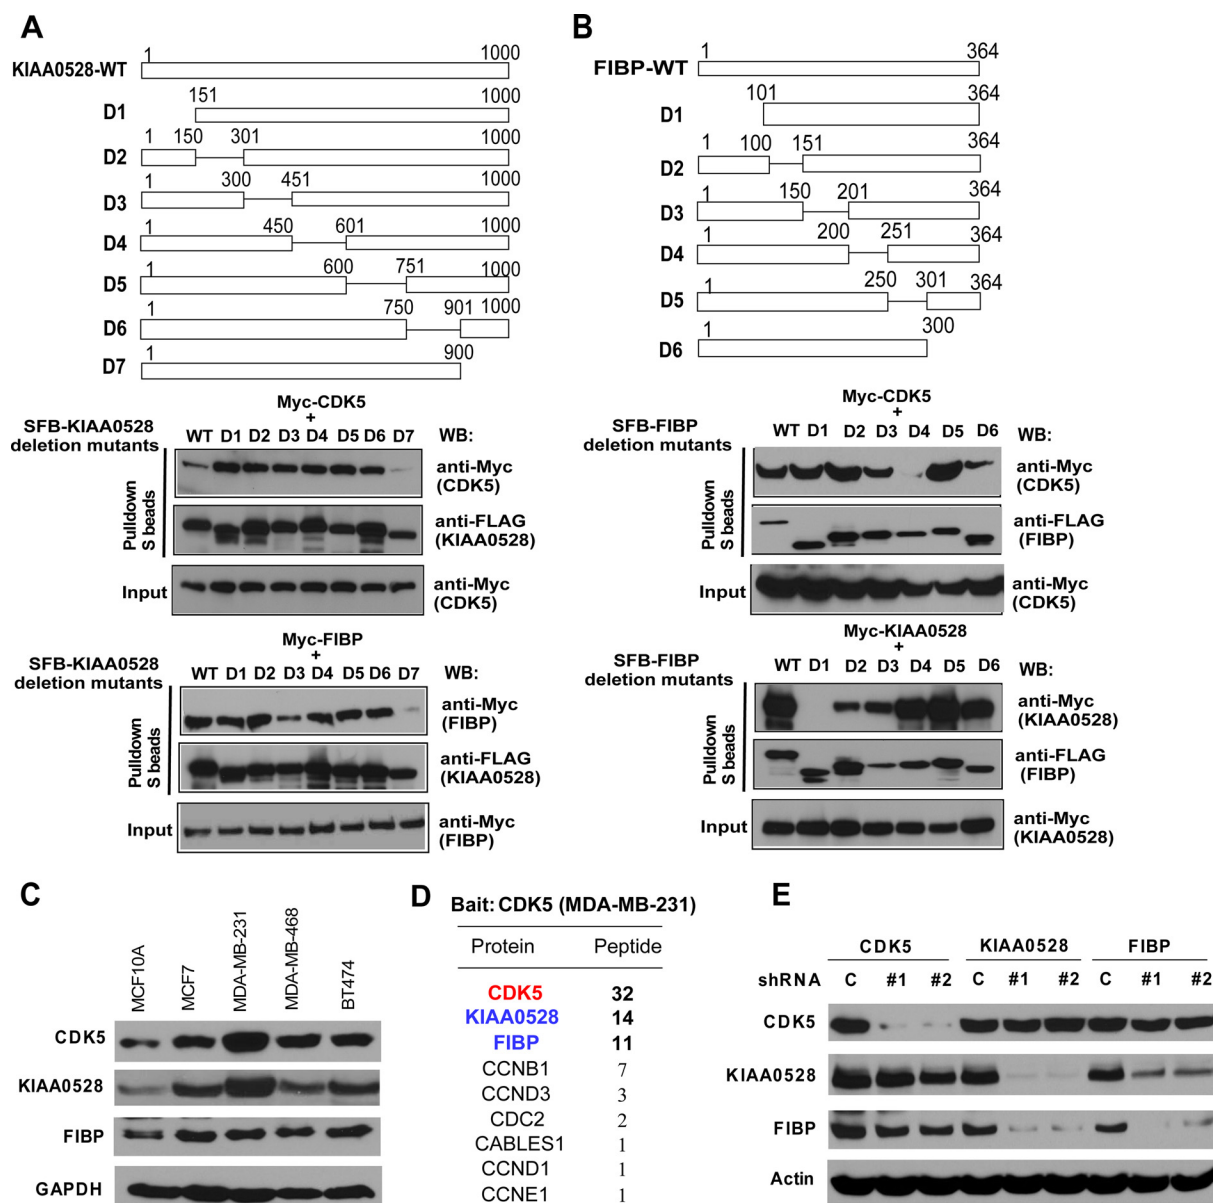 A
1 1000
KIAA0528-WT
151 1000
D1
1 150 301 1000
D2
1 300 451 1000
D3
1 450 601 1000
D4
1 600 751 1000
D5
1 750 901 1000
D6
1 900
D7
Myc-CDK5
+
SFB-KIAA0528
deletion mutants
WT D1 D2 D3 D4 D5 D6 D7 WB:
Pulldown
S beads
anti-Myc
(CDK5)
anti-FLAG
(KIAA0528)
Input
anti-Myc
(CDK5)
Myc-FIBP
+
SFB-KIAA0528
deletion mutants
WT D1 D2 D3 D4 D5 D6 D7 WB:
Pulldown
S beads
anti-Myc
(FIBP)
anti-FLAG
(KIAA0528)
Input
anti-Myc
(FIBP)
B
1 364
FIBP-WT
101 364
D1
1 100 151 364
D2
1 150 201 364
D3
1 200 251 364
D4
1 250 301 364
D5
1 300
D6
Myc-CDK5
+
SFB-FIBP
deletion mutants
WT D1 D2 D3 D4 D5 D6 WB:
Pulldown
S beads
anti-Myc
(CDK5)
anti-FLAG
(FIBP)
Input
anti-Myc
(CDK5)
Myc-KIAA0528
+
SFB-FIBP
deletion mutants
WT D1 D2 D3 D4 D5 D6 WB:
Pulldown
S beads
anti-Myc
(KIAA0528)
anti-FLAG
(FIBP)
Input
anti-Myc
(KIAA0528)
C
MCF10A
MCF7
MDA-MB-231
MDA-MB-468
BT474
CDK5
KIAA0528
FIBP
GAPDH
D
Bait: CDK5 (MDA-MB-231)
Protein Peptide
CDK5 32
KIAA0528 14
FIBP 11
CCNB1 7
CCND3 3
CDC2 2
CABLES1 1
CCND1 1
CCNE1 1
E
CDK5 KIAA0528 FIBP
shRNA C #1 #2 C #1 #2 C #1 #2
CDK5
KIAA0528
FIBP
Actin